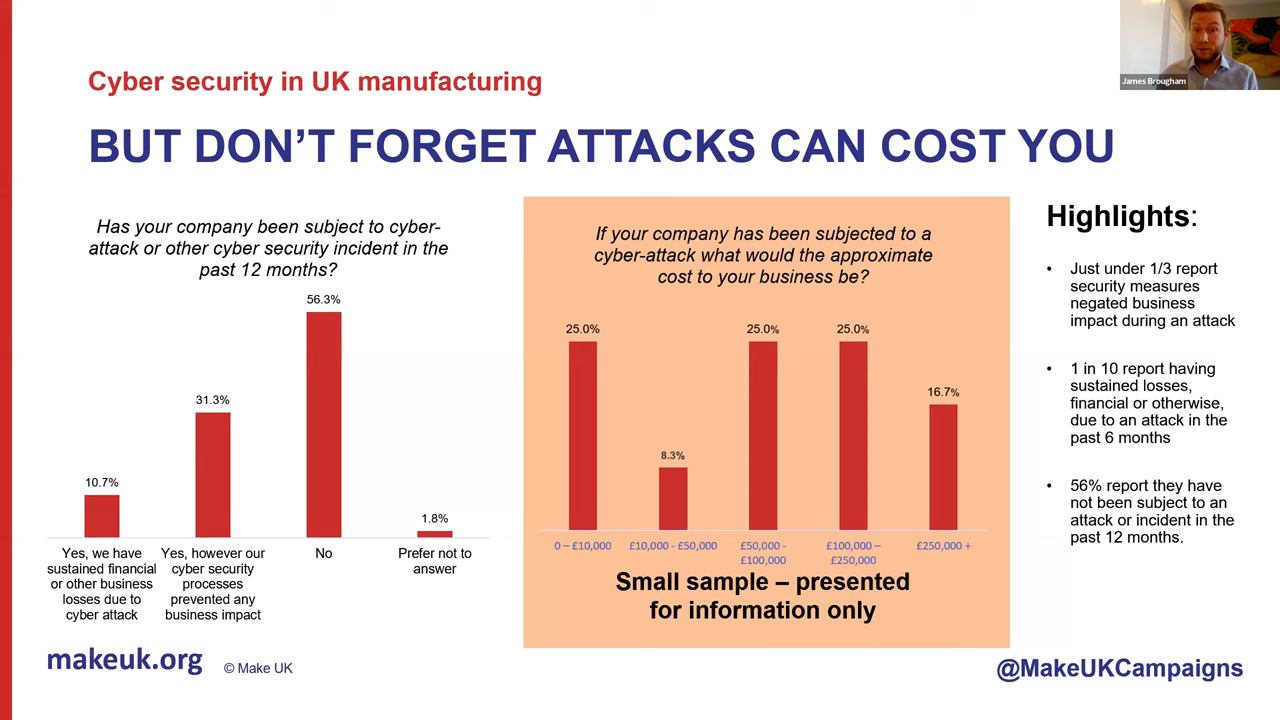 James Brougham
Cyber security in UK manufacturing
BUT DON’T FORGET ATTACKS CAN COST YOU
Has your company been subject to cyber-
attack or other cyber security incident in the
past 12 months?
56.3%
31.3%
10.7%
1.8%
Yes, we have
sustained financial
or other business
losses due to
cyber attack
Yes, however our
cyber security
processes
prevented any
business impact
No
Prefer not to
answer
If your company has been subjected to a
cyber-attack what would the approximate
cost to your business be?
25.0%
8.3%
25.0%
25.0%
16.7%
0 – £10,000
£10,000 - £50,000
£50,000 -
£100,000
£100,000 –
£250,000
£250,000 +
Small sample – presented
for information only
Highlights:
• Just under 1/3 report
security measures
negated business
impact during an attack
• 1 in 10 report having
sustained losses,
financial or otherwise,
due to an attack in the
past 6 months
• 56% report they have
not been subject to an
attack or incident in the
past 12 months.
makeuk.org
© Make UK
@MakeUKCampaigns